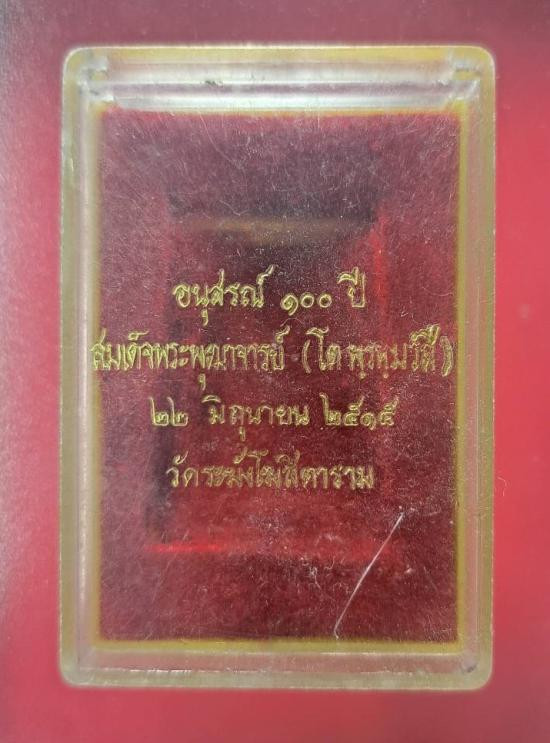 อนุสรณ์ ๑๐๐ ปี
สมเด็จพระพุฒาจารย์ (โต พฺรหฺมรํสี)
๒๒ มิถุนายน ๒๕๑๕
วัดระฆังโฆสิตาราม